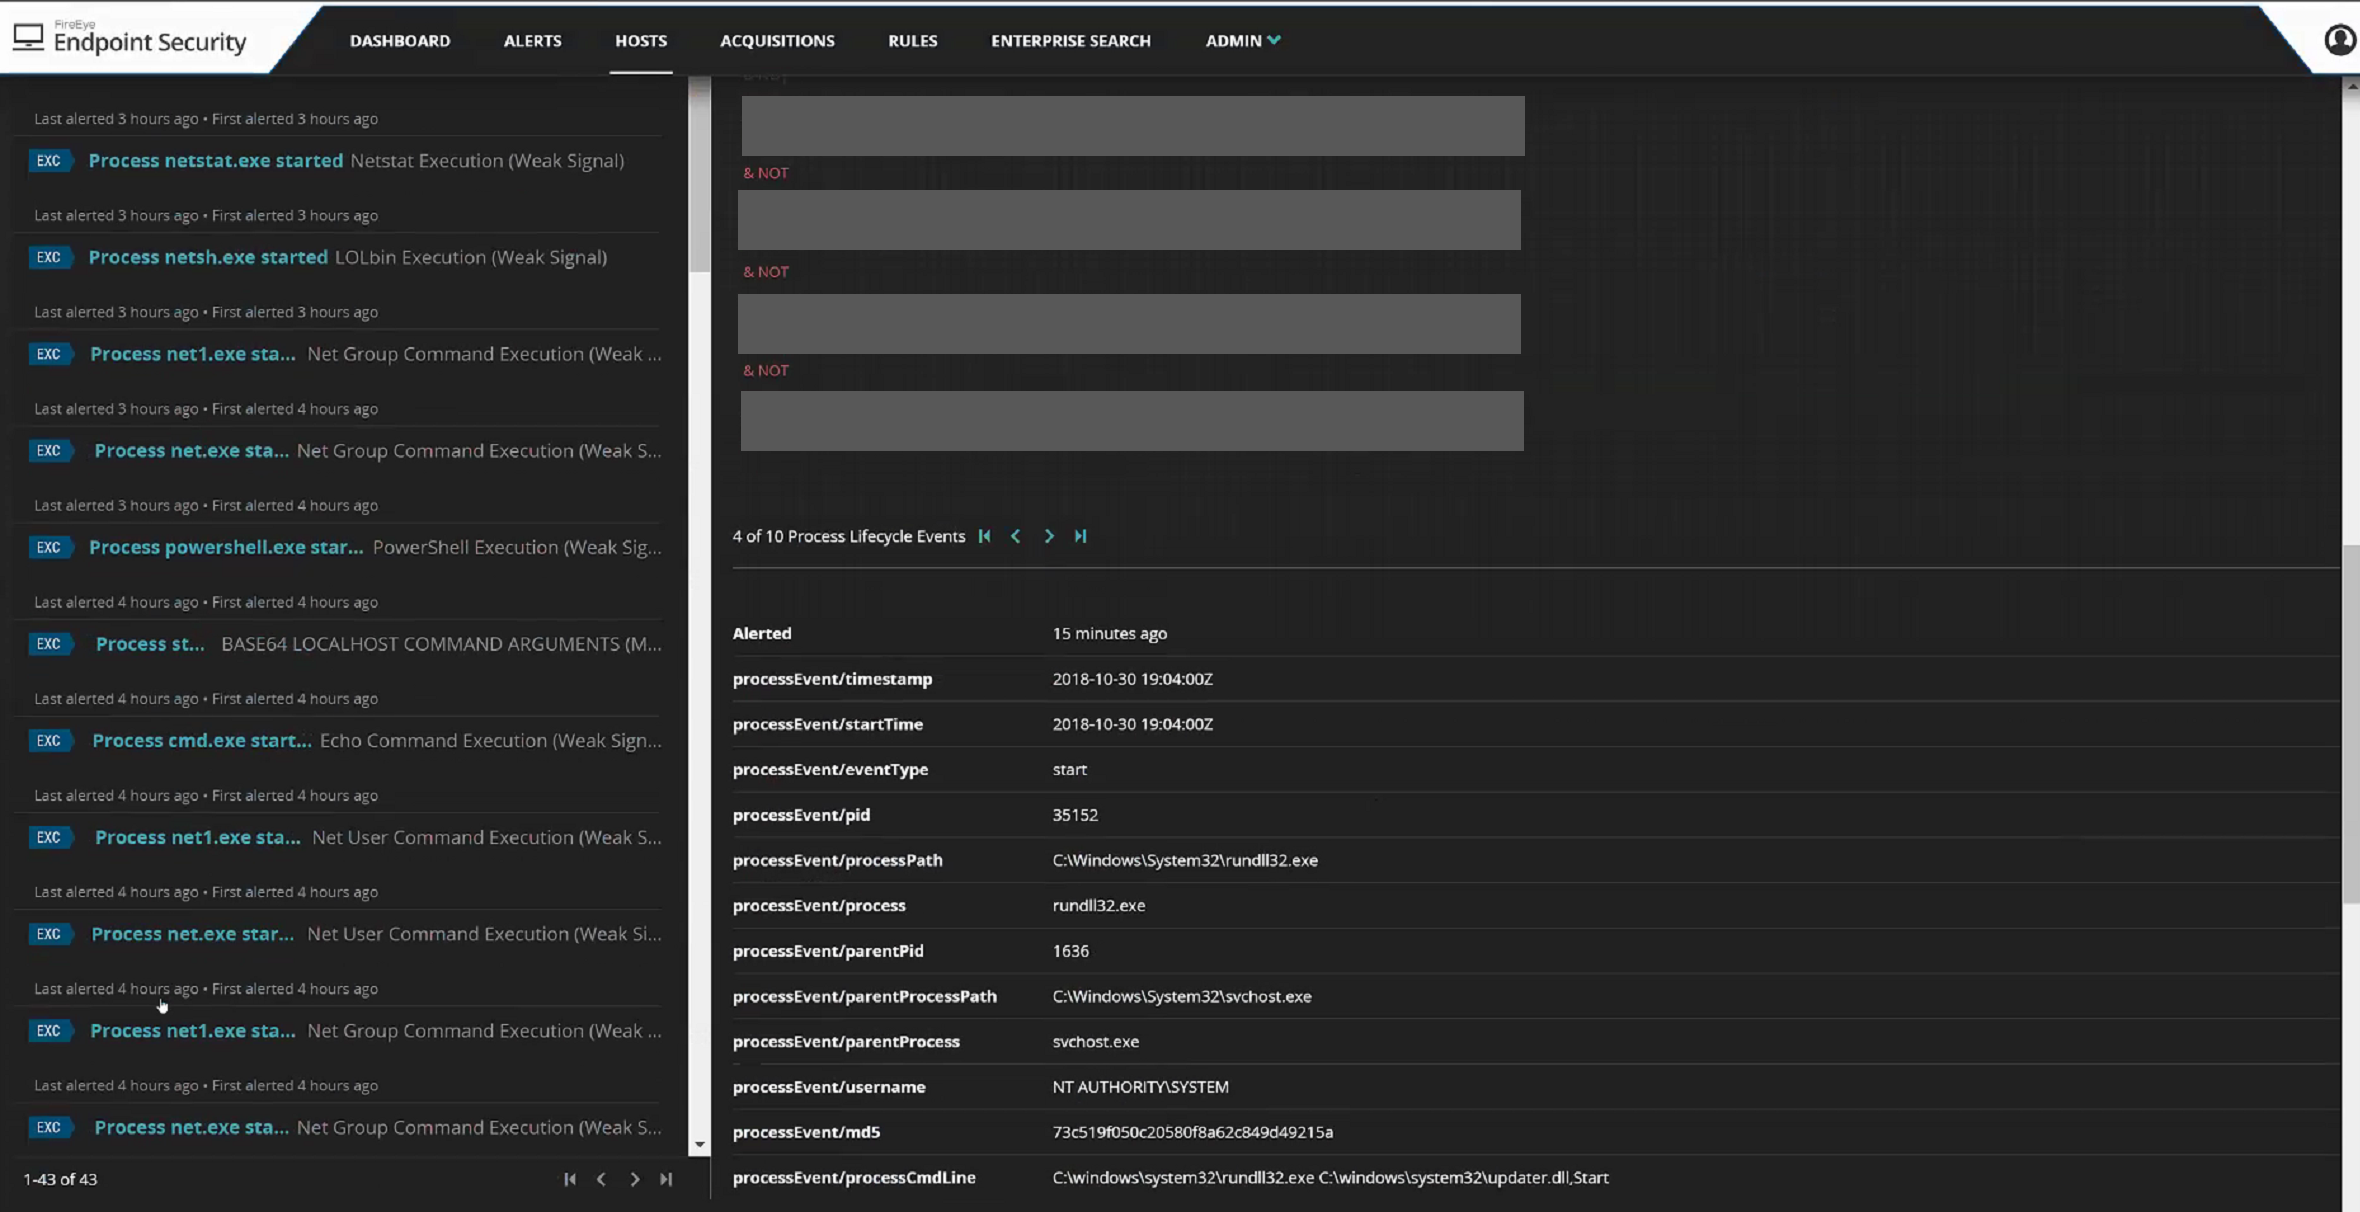 FireEye
Endpoint Security
DASHBOARD ALERTS HOSTS ACQUISITIONS RULES ENTERPRISE SEARCH ADMIN
Last alerted 3 hours ago • First alerted 3 hours ago
EXC Process netstat.exe started Netstat Execution (Weak Signal)
Last alerted 3 hours ago • First alerted 3 hours ago
EXC Process netsh.exe started LOLbin Execution (Weak Signal)
Last alerted 3 hours ago • First alerted 3 hours ago
EXC Process net1.exe sta... Net Group Command Execution (Weak ...
Last alerted 3 hours ago • First alerted 4 hours ago
EXC Process net.exe sta... Net Group Command Execution (Weak S...
Last alerted 3 hours ago • First alerted 4 hours ago
EXC Process powershell.exe star... PowerShell Execution (Weak Sig...
Last alerted 4 hours ago • First alerted 4 hours ago
EXC Process st... BASE64 LOCALHOST COMMAND ARGUMENTS (M...
Last alerted 4 hours ago • First alerted 4 hours ago
EXC Process cmd.exe start... Echo Command Execution (Weak Sign...
Last alerted 4 hours ago • First alerted 4 hours ago
EXC Process net1.exe sta... Net User Command Execution (Weak S...
Last alerted 4 hours ago • First alerted 4 hours ago
EXC Process net.exe star... Net User Command Execution (Weak Si...
Last alerted 4 hours ago • First alerted 4 hours ago
EXC Process net1.exe sta... Net Group Command Execution (Weak ...
Last alerted 4 hours ago • First alerted 4 hours ago
EXC Process net.exe sta... Net Group Command Execution (Weak S...
1-43 of 43
& NOT
& NOT
& NOT
4 of 10 Process Lifecycle Events
Alerted 15 minutes ago
processEvent/timestamp 2018-10-30 19:04:00Z
processEvent/startTime 2018-10-30 19:04:00Z
processEvent/eventType start
processEvent/pid 35152
processEvent/processPath C:\Windows\System32\rundll32.exe
processEvent/process rundll32.exe
processEvent/parentPid 1636
processEvent/parentProcessPath C:\Windows\System32\svchost.exe
processEvent/parentProcess svchost.exe
processEvent/username NT AUTHORITY\SYSTEM
processEvent/md5 73c519f050c20580f8a62c849d49215a
processEvent/processCmdLine C:\windows\system32\rundll32.exe C:\windows\system32\updater.dll,Start